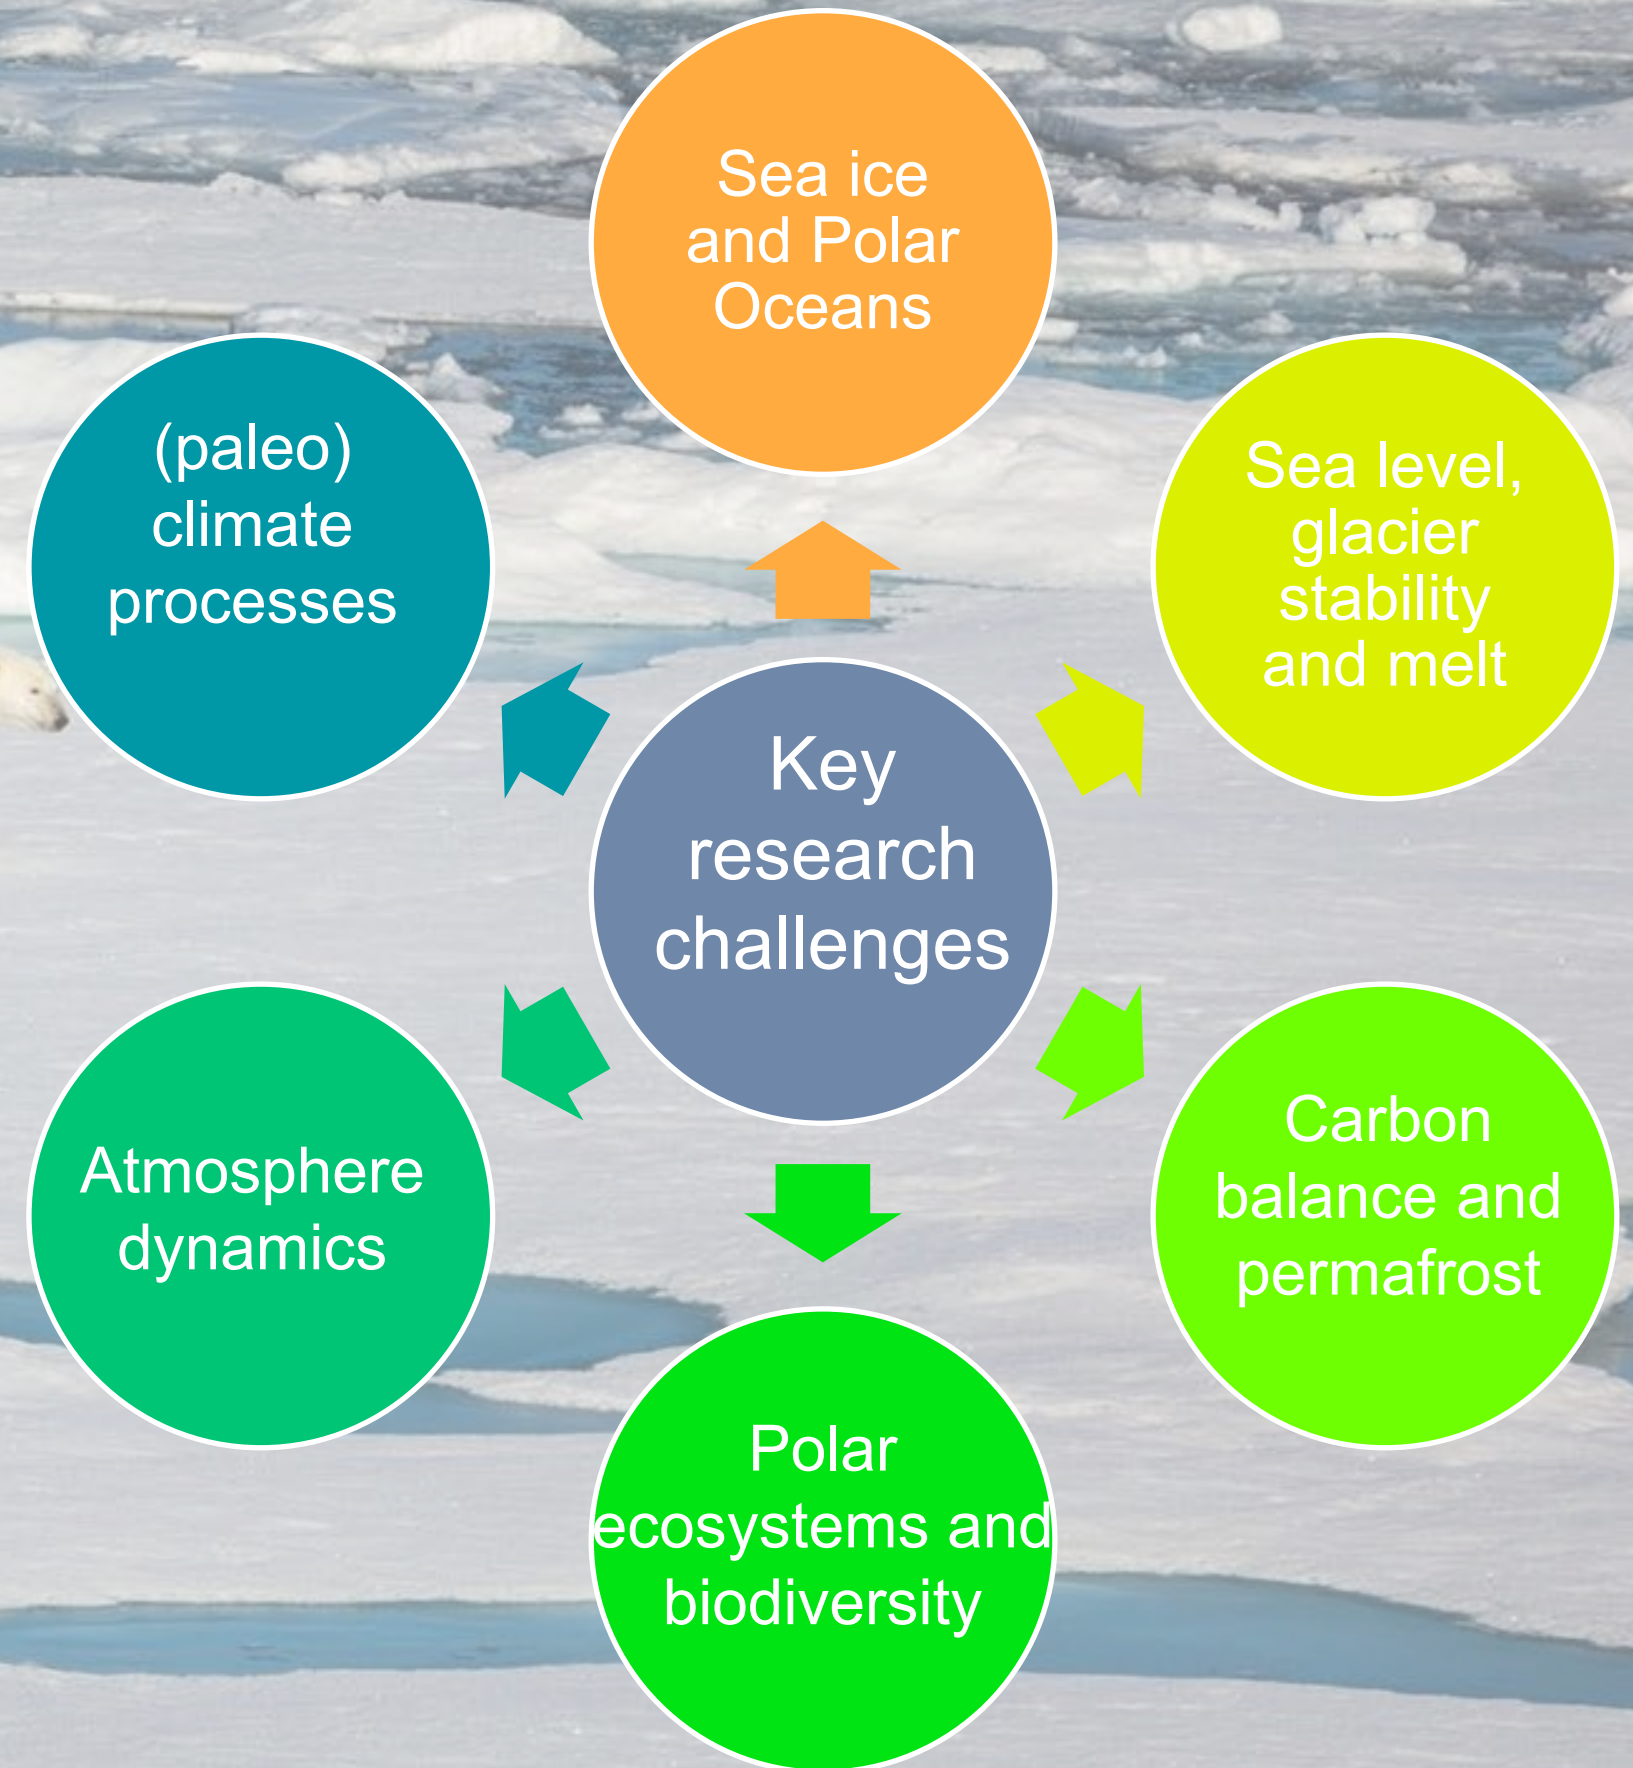 Sea ice
and Polar
Oceans
Sea level,
glacier
stability
and melt
Carbon
balance and
permafrost
Polar
ecosystems and
biodiversity
Atmosphere
dynamics
(paleo)
climate
processes
Key
research
challenges